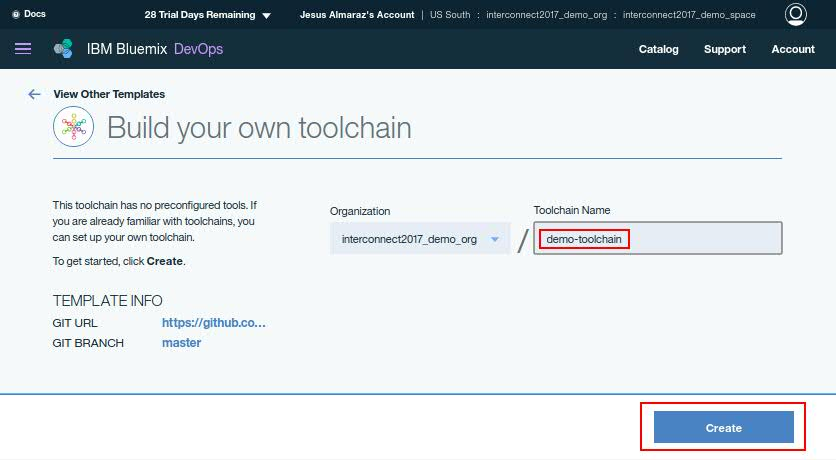 Docs
28 Trial Days Remaining
Jesus Almaraz's Account | US South : interconnect2017_demo_org : interconnect2017_demo_space
IBM Bluemix DevOps
Catalog
Support
Account
View Other Templates
Build your own toolchain
This toolchain has no preconfigured tools. If
you are already familiar with toolchains, you
can set up your own toolchain.
To get started, click Create.
Organization
interconnect2017_demo_org
/
Toolchain Name
demo-toolchain
TEMPLATE INFO
GIT URL https://github.co...
GIT BRANCH master
Create